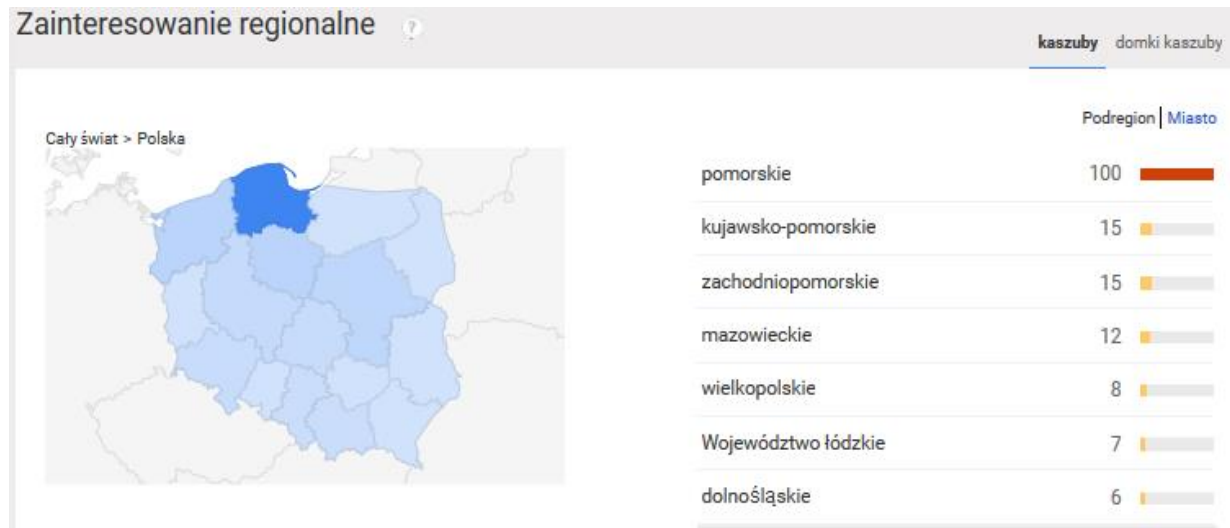 Zainteresowanie regionalne ?
kaszuby domki kaszuby
Podregion | Miasto
Cały świat > Polska
pomorskie 100
kujawsko-pomorskie 15
zachodniopomorskie 15
mazowieckie 12
wielkopolskie 8
Województwo łódzkie 7
dolnośląskie 6